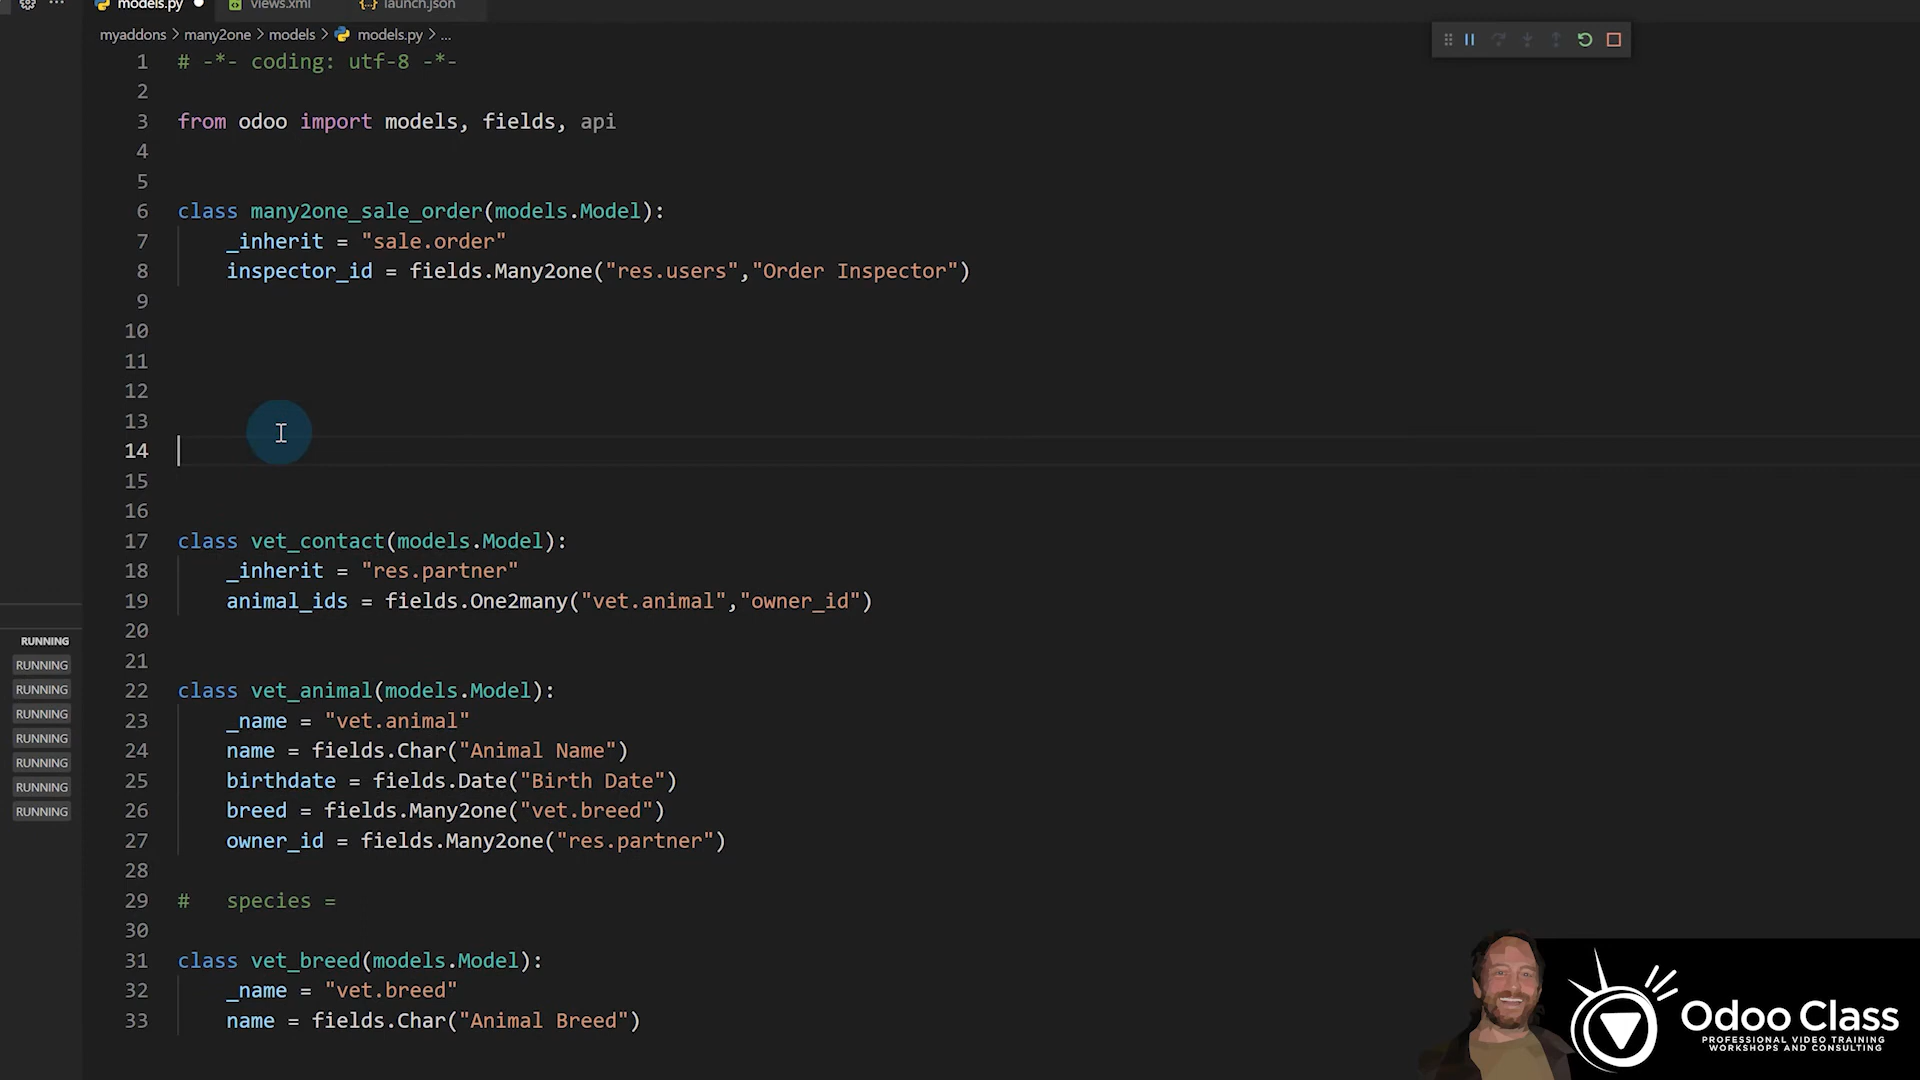 models.py
views.xml
launch.json
myaddons > many2one > models > models.py > ...
1 # -*- coding: utf-8 -*-
2
3 from odoo import models, fields, api
4
5
6 class many2one_sale_order(models.Model):
7 _inherit = "sale.order"
8 inspector_id = fields.Many2one("res.users","Order Inspector")
9
10
11
12
13
14
15
16
17 class vet_contact(models.Model):
18 _inherit = "res.partner"
19 animal_ids = fields.One2many("vet.animal","owner_id")
20
21
22 class vet_animal(models.Model):
23 _name = "vet.animal"
24 name = fields.Char("Animal Name")
25 birthdate = fields.Date("Birth Date")
26 breed = fields.Many2one("vet.breed")
27 owner_id = fields.Many2one("res.partner")
28
29 # species =
30
31 class vet_breed(models.Model):
32 _name = "vet.breed"
33 name = fields.Char("Animal Breed")
RUNNING
RUNNING
RUNNING
RUNNING
RUNNING
RUNNING
RUNNING
RUNNING
Odoo Class
PROFESSIONAL VIDEO TRAINING
WORKSHOPS AND CONSULTING